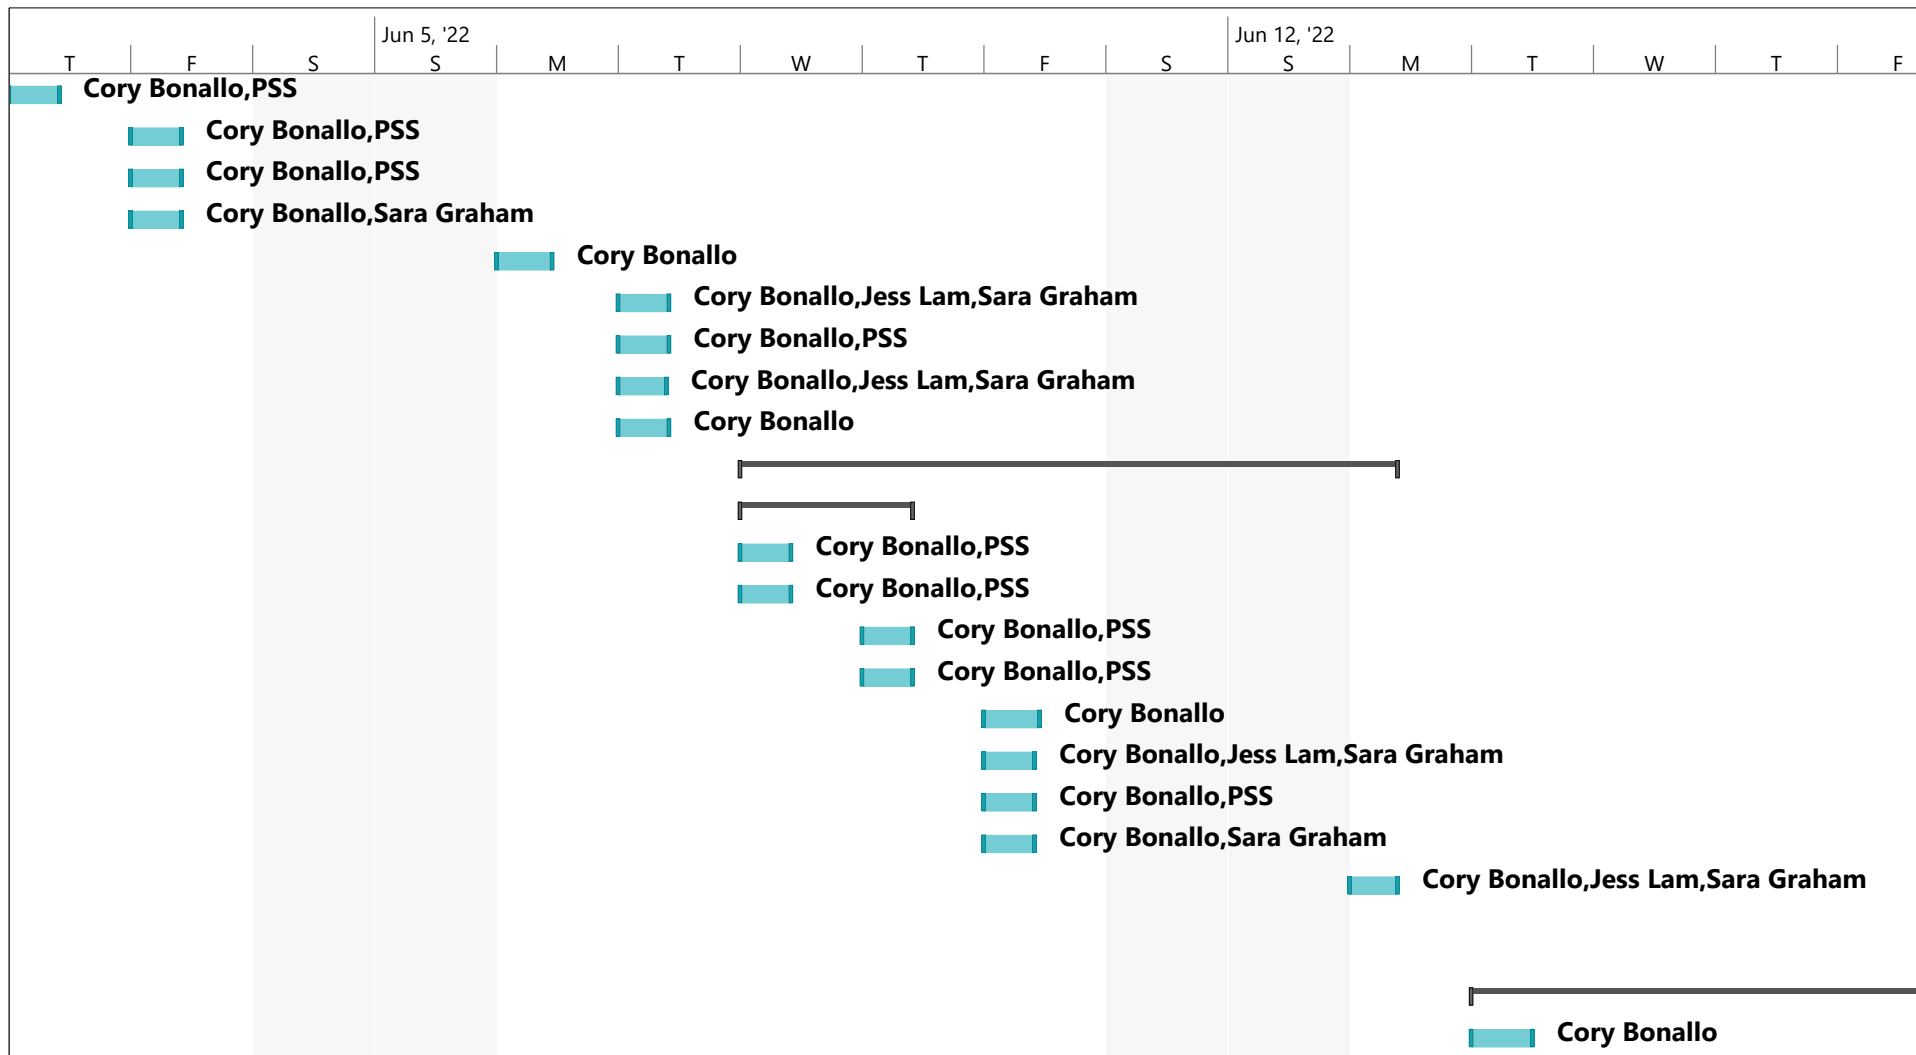 Jun 5, '22 Jun 12, '22
T F S S M T W T F S S M T W T F
Cory Bonallo,PSS
Cory Bonallo,PSS
Cory Bonallo,PSS
Cory Bonallo,Sara Graham
Cory Bonallo
Cory Bonallo,Jess Lam,Sara Graham
Cory Bonallo,PSS
Cory Bonallo,Jess Lam,Sara Graham
Cory Bonallo
Cory Bonallo,PSS
Cory Bonallo,PSS
Cory Bonallo,PSS
Cory Bonallo,PSS
Cory Bonallo
Cory Bonallo,Jess Lam,Sara Graham
Cory Bonallo,PSS
Cory Bonallo,Sara Graham
Cory Bonallo,Jess Lam,Sara Graham
Cory Bonallo